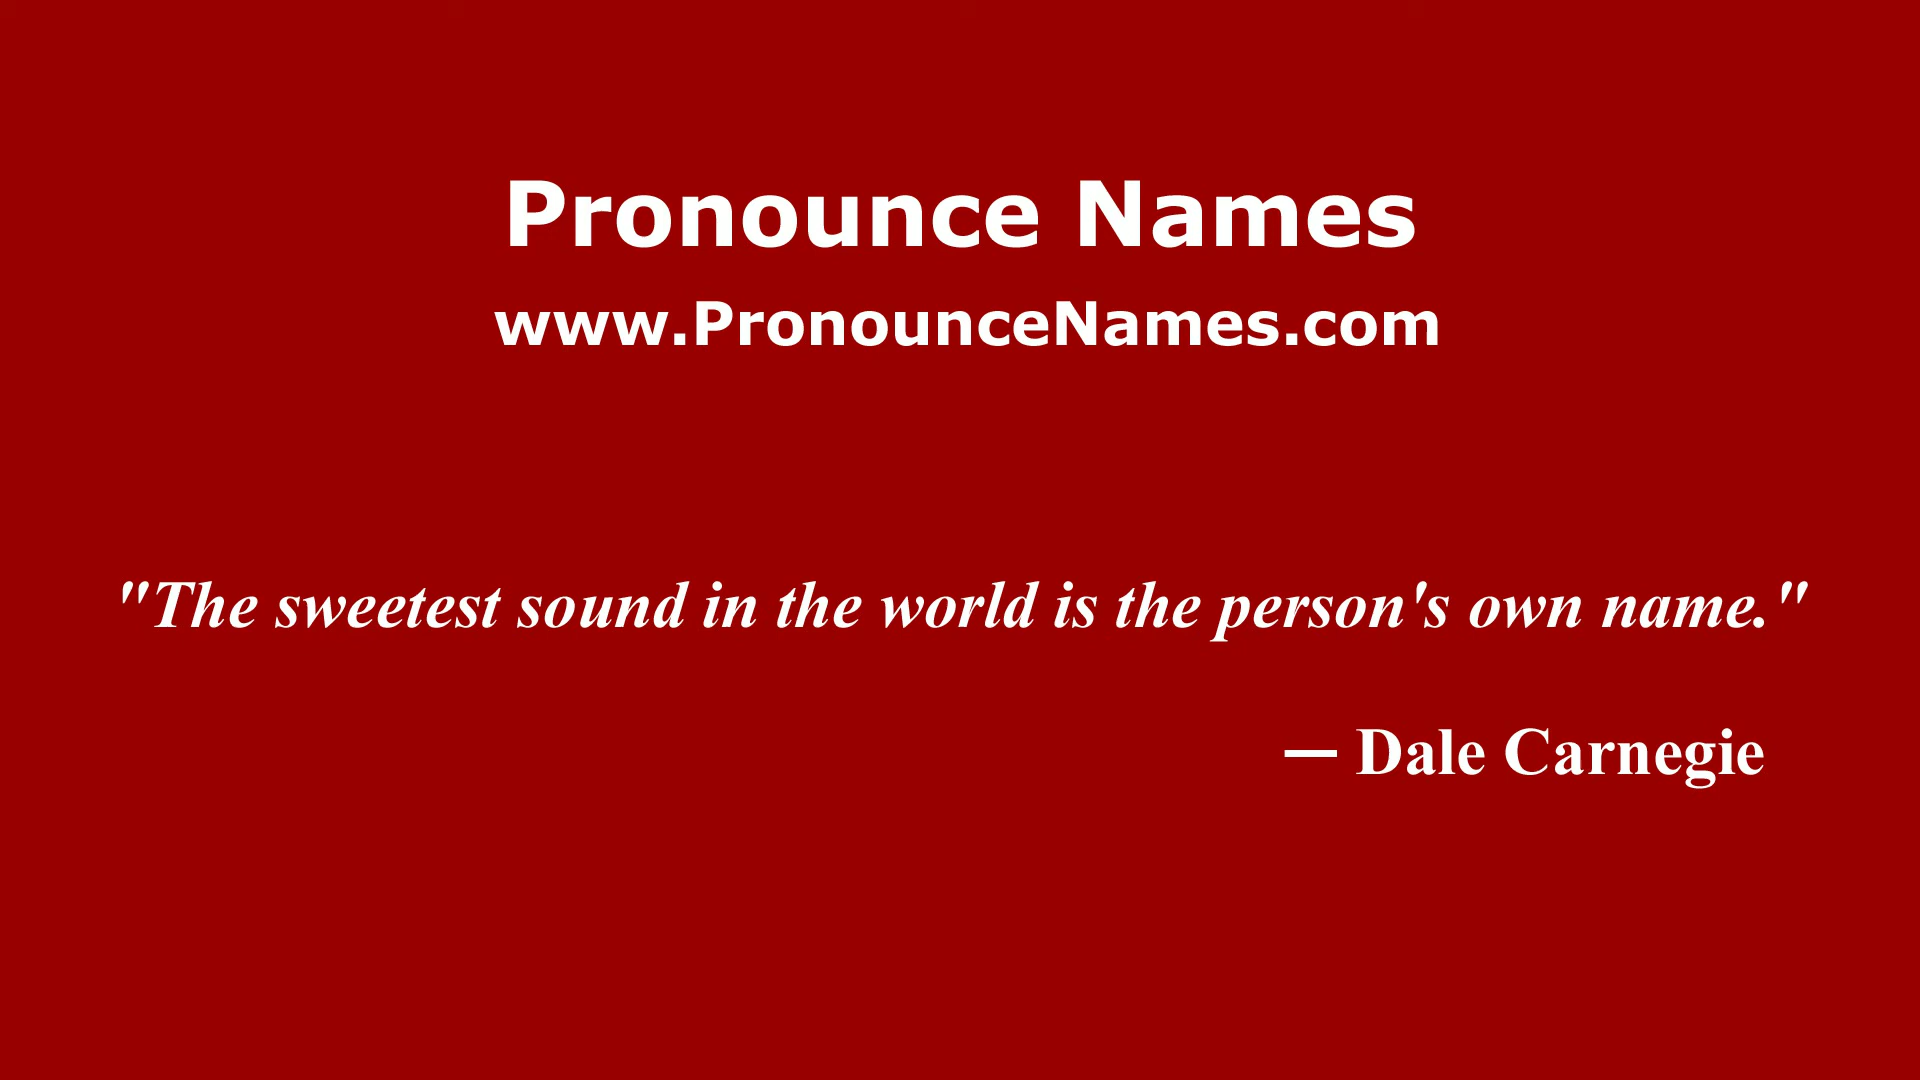 Pronounce Names
www.PronounceNames.com
"The sweetest sound in the world is the person's own name."
— Dale Carnegie